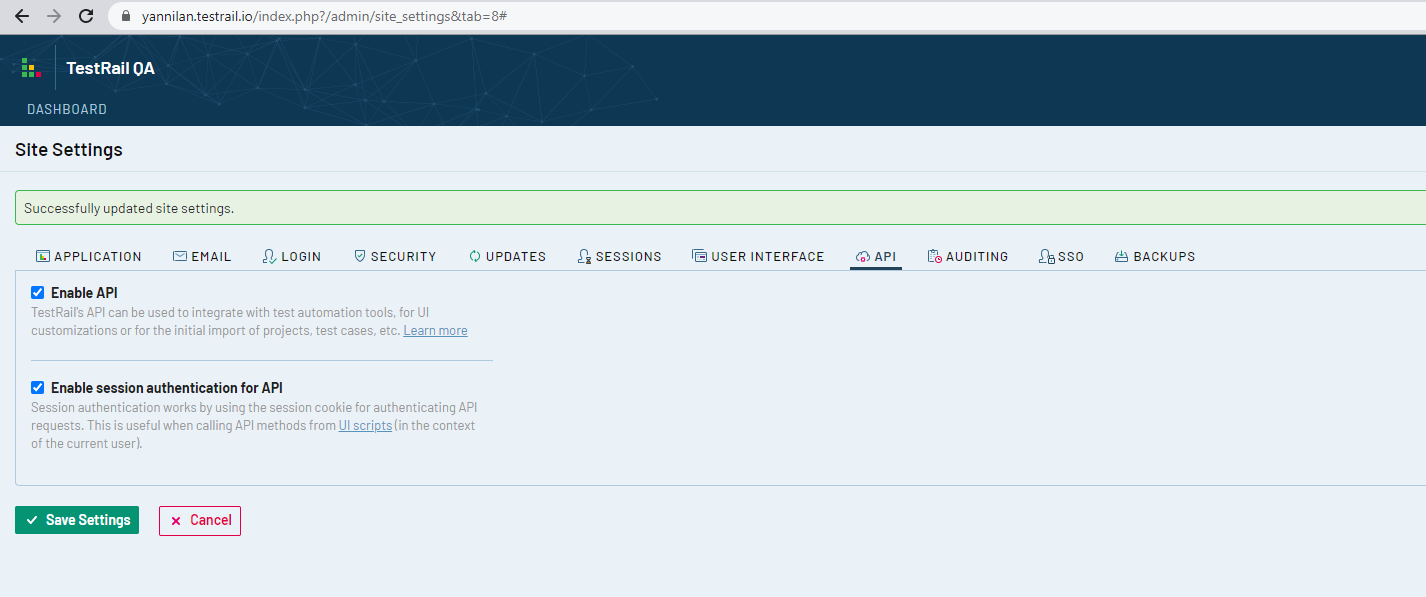 yannilan.testrail.io/index.php?/admin/site_settings&tab=8#
TestRail QA
DASHBOARD
Site Settings
Successfully updated site settings.
APPLICATION EMAIL LOGIN SECURITY UPDATES SESSIONS USER INTERFACE API AUDITING SSO BACKUPS
Enable API
TestRail's API can be used to integrate with test automation tools, for UI
customizations or for the initial import of projects, test cases, etc. Learn more
Enable session authentication for API
Session authentication works by using the session cookie for authenticating API
requests. This is useful when calling API methods from UI scripts (in the context
of the current user).
Save Settings Cancel